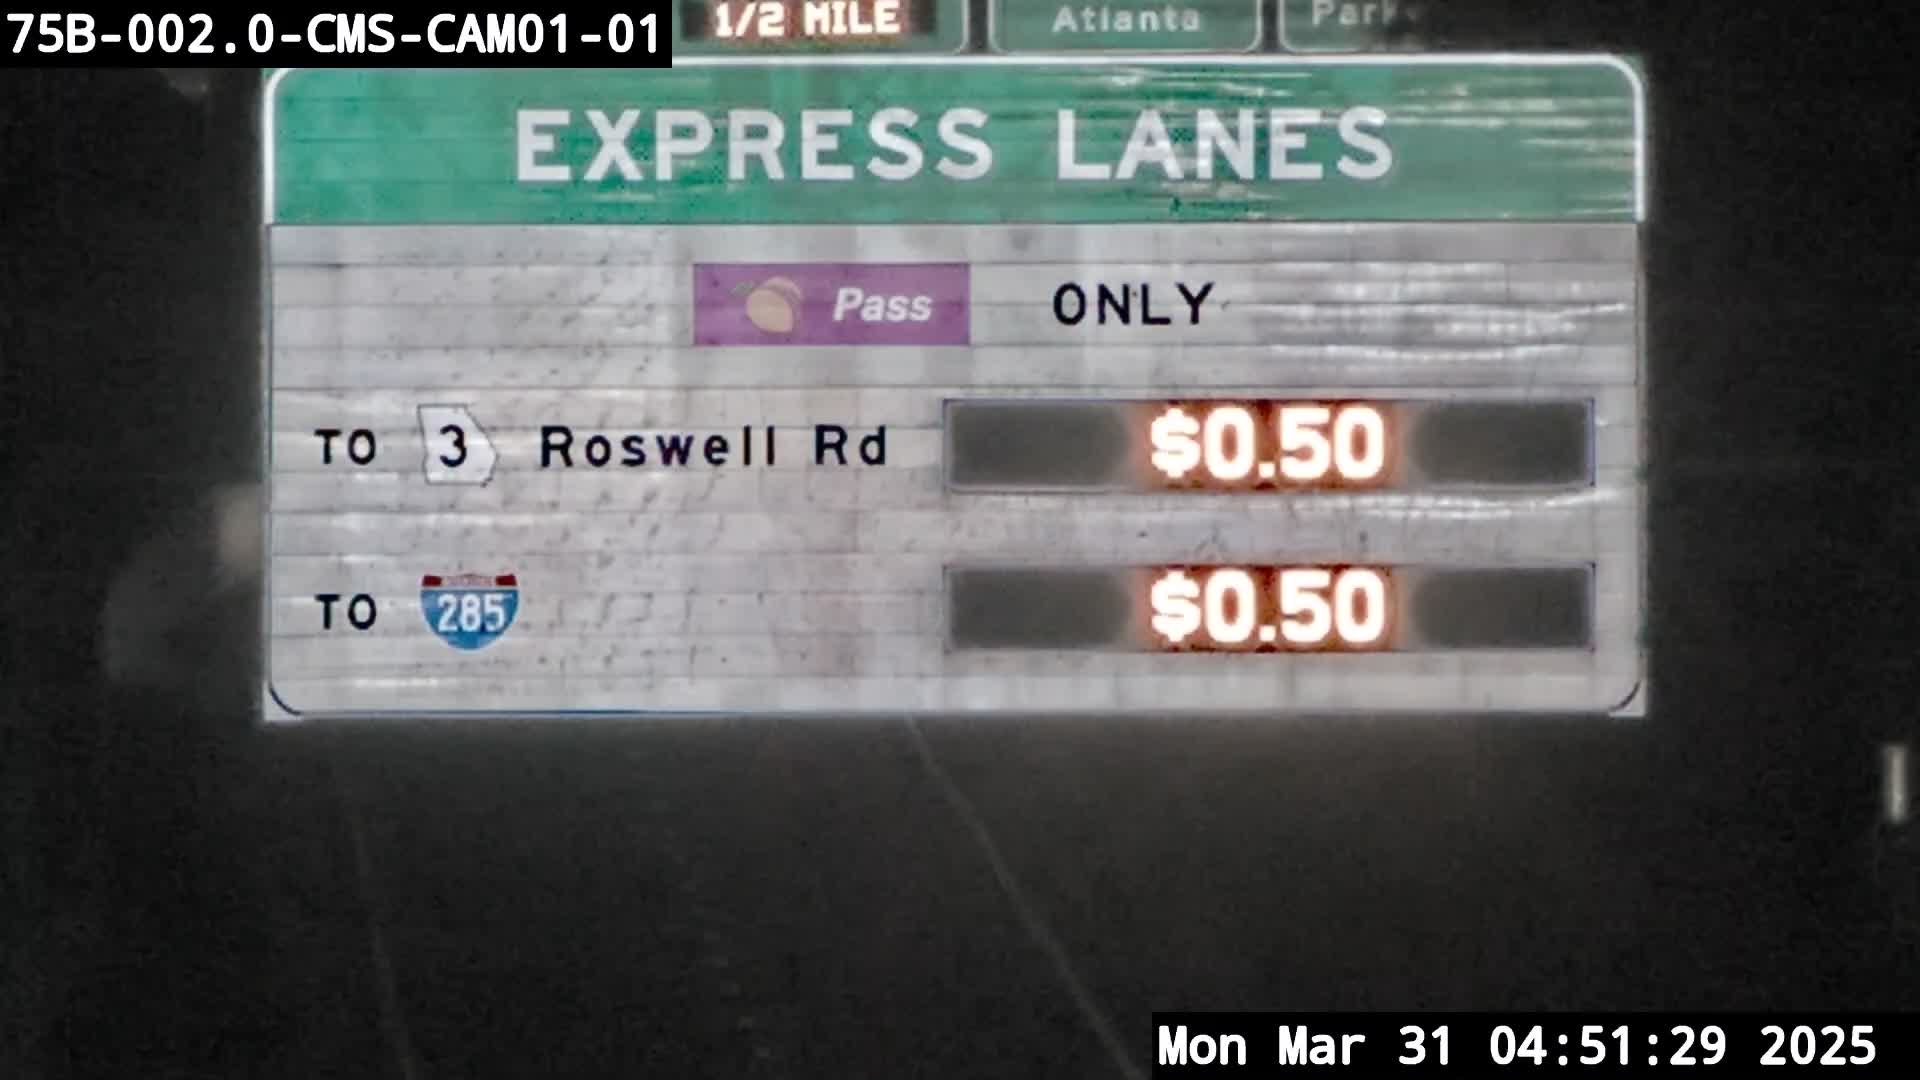 75B-002.0-CMS-CAM01-01
1/2 MILE
Atlanta
Park
EXPRESS LANES
Pass ONLY
TO 3 Roswell Rd $0.50
TO 285 $0.50
Mon Mar 31 04:51:29 2025